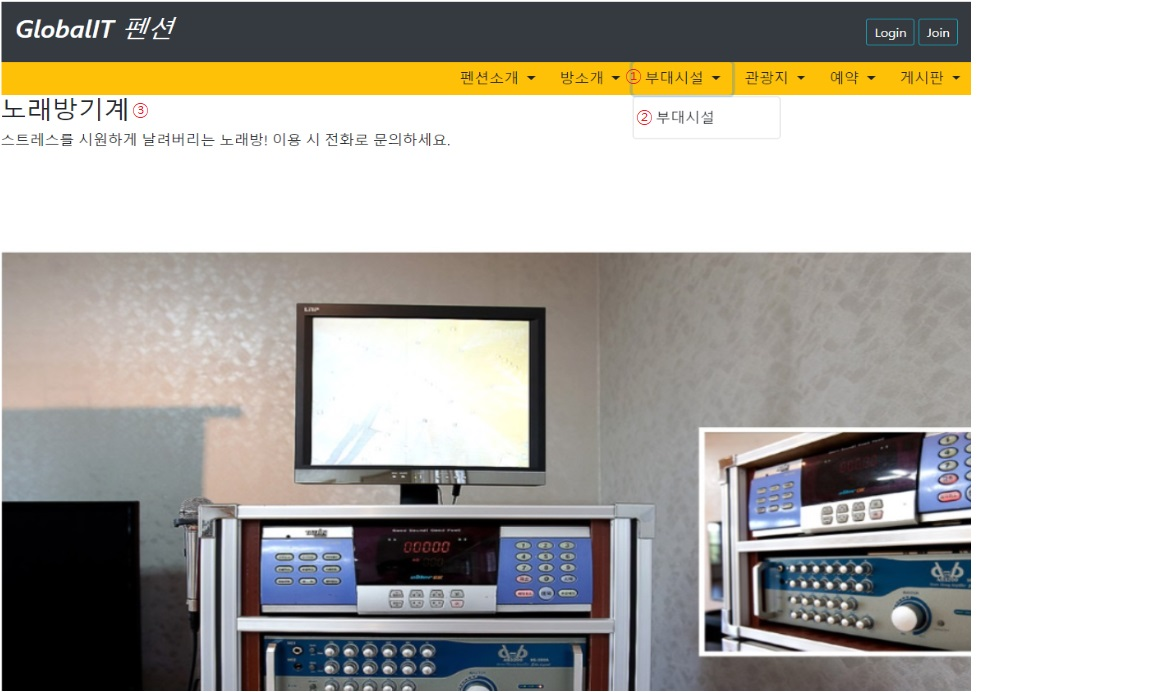 GlobalIT 펜션
Login Join
펜션소개 방소개 ① 부대시설 관광지 예약 게시판
② 부대시설
노래방기계 ③
스트레스를 시원하게 날려버리는 노래방! 이용 시 전화로 문의하세요.
00000